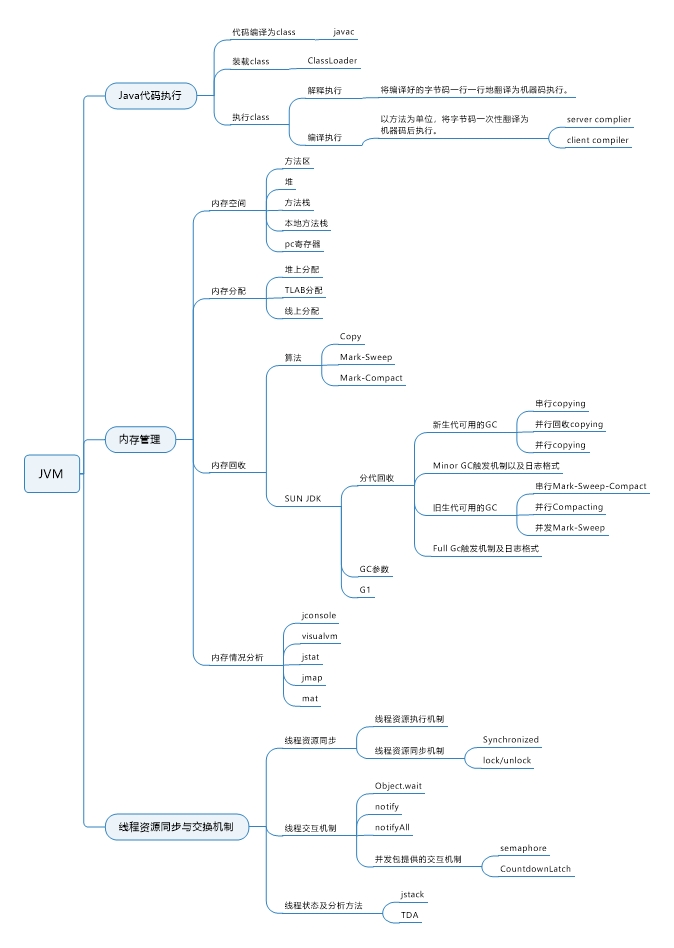 JVM
Java代码执行
代码编译为class
javac
装载class
ClassLoader
执行class
解释执行
将编译好的字节码一行一行地翻译为机器码执行。
编译执行
以方法为单位，将字节码一次性翻译为
机器码后执行。
server complier
client compiler
内存管理
内存空间
方法区
堆
方法栈
本地方法栈
pc寄存器
内存分配
堆上分配
TLAB分配
线上分配
内存回收
算法
Copy
Mark-Sweep
Mark-Compact
SUN JDK
分代回收
新生代可用的GC
串行copying
并行回收copying
并行copying
Minor GC触发机制以及日志格式
旧生代可用的GC
串行Mark-Sweep-Compact
并行Compacting
并发Mark-Sweep
Full Gc触发机制及日志格式
GC参数
G1
内存情况分析
jconsole
visualvm
jstat
jmap
mat
线程资源同步与交换机制
线程资源同步
线程资源执行机制
线程资源同步机制
Synchronized
lock/unlock
线程交互机制
Object.wait
notify
notifyAll
并发包提供的交互机制
semaphore
CountdownLatch
线程状态及分析方法
jstack
TDA